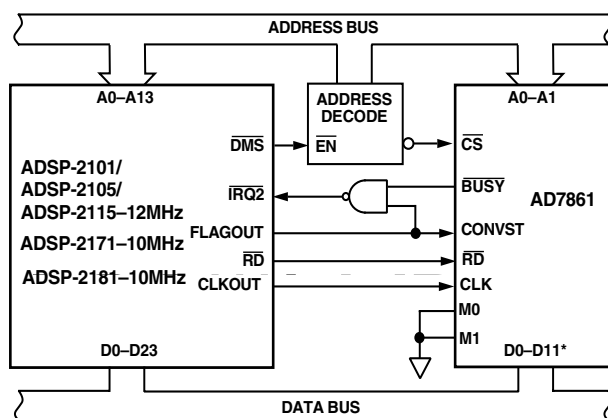 ADDRESS BUS
A0–A13
ADDRESS
DECODE
A0–A1
DMS
EN
CS
ADSP-2101/
ADSP-2105/
ADSP-2115–12MHz
ADSP-2171–10MHz
ADSP-2181–10MHz
IRQ2
BUSY
AD7861
FLAGOUT
CONVST
RD
RD
CLKOUT
CLK
M0
M1
D0–D23
D0–D11*
DATA BUS